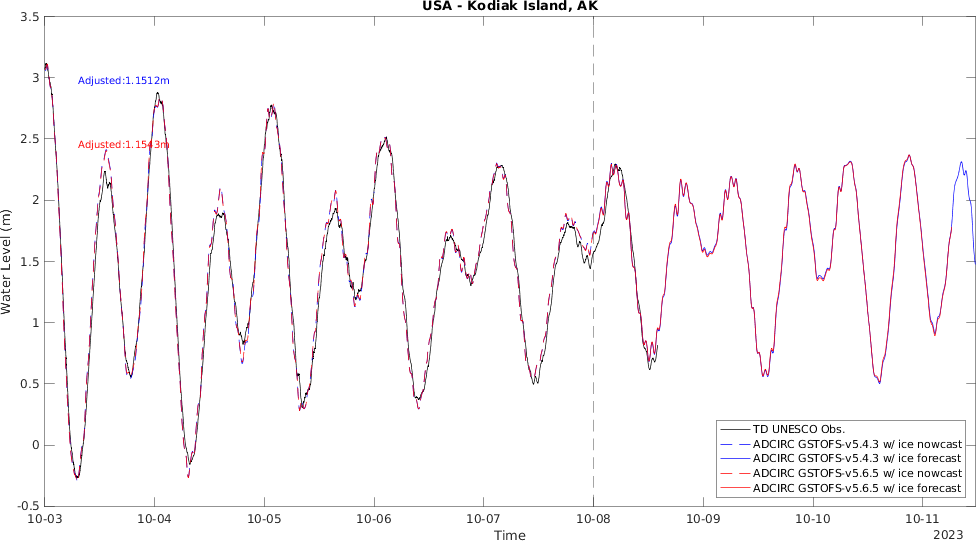 USA - Kodiak Island, AK
3.5
3
2.5
2
1.5
1
0.5
0
-0.5
Water Level (m)
Adjusted:1.1512m
Adjusted:1.1543m
TD UNESCO Obs.
ADCIRC GSTOFS-v5.4.3 w/ ice nowcast
ADCIRC GSTOFS-v5.4.3 w/ ice forecast
ADCIRC GSTOFS-v5.6.5 w/ ice nowcast
ADCIRC GSTOFS-v5.6.5 w/ ice forecast
10-03 10-04 10-05 10-06 10-07 10-08 10-09 10-10 10-11
Time
2023